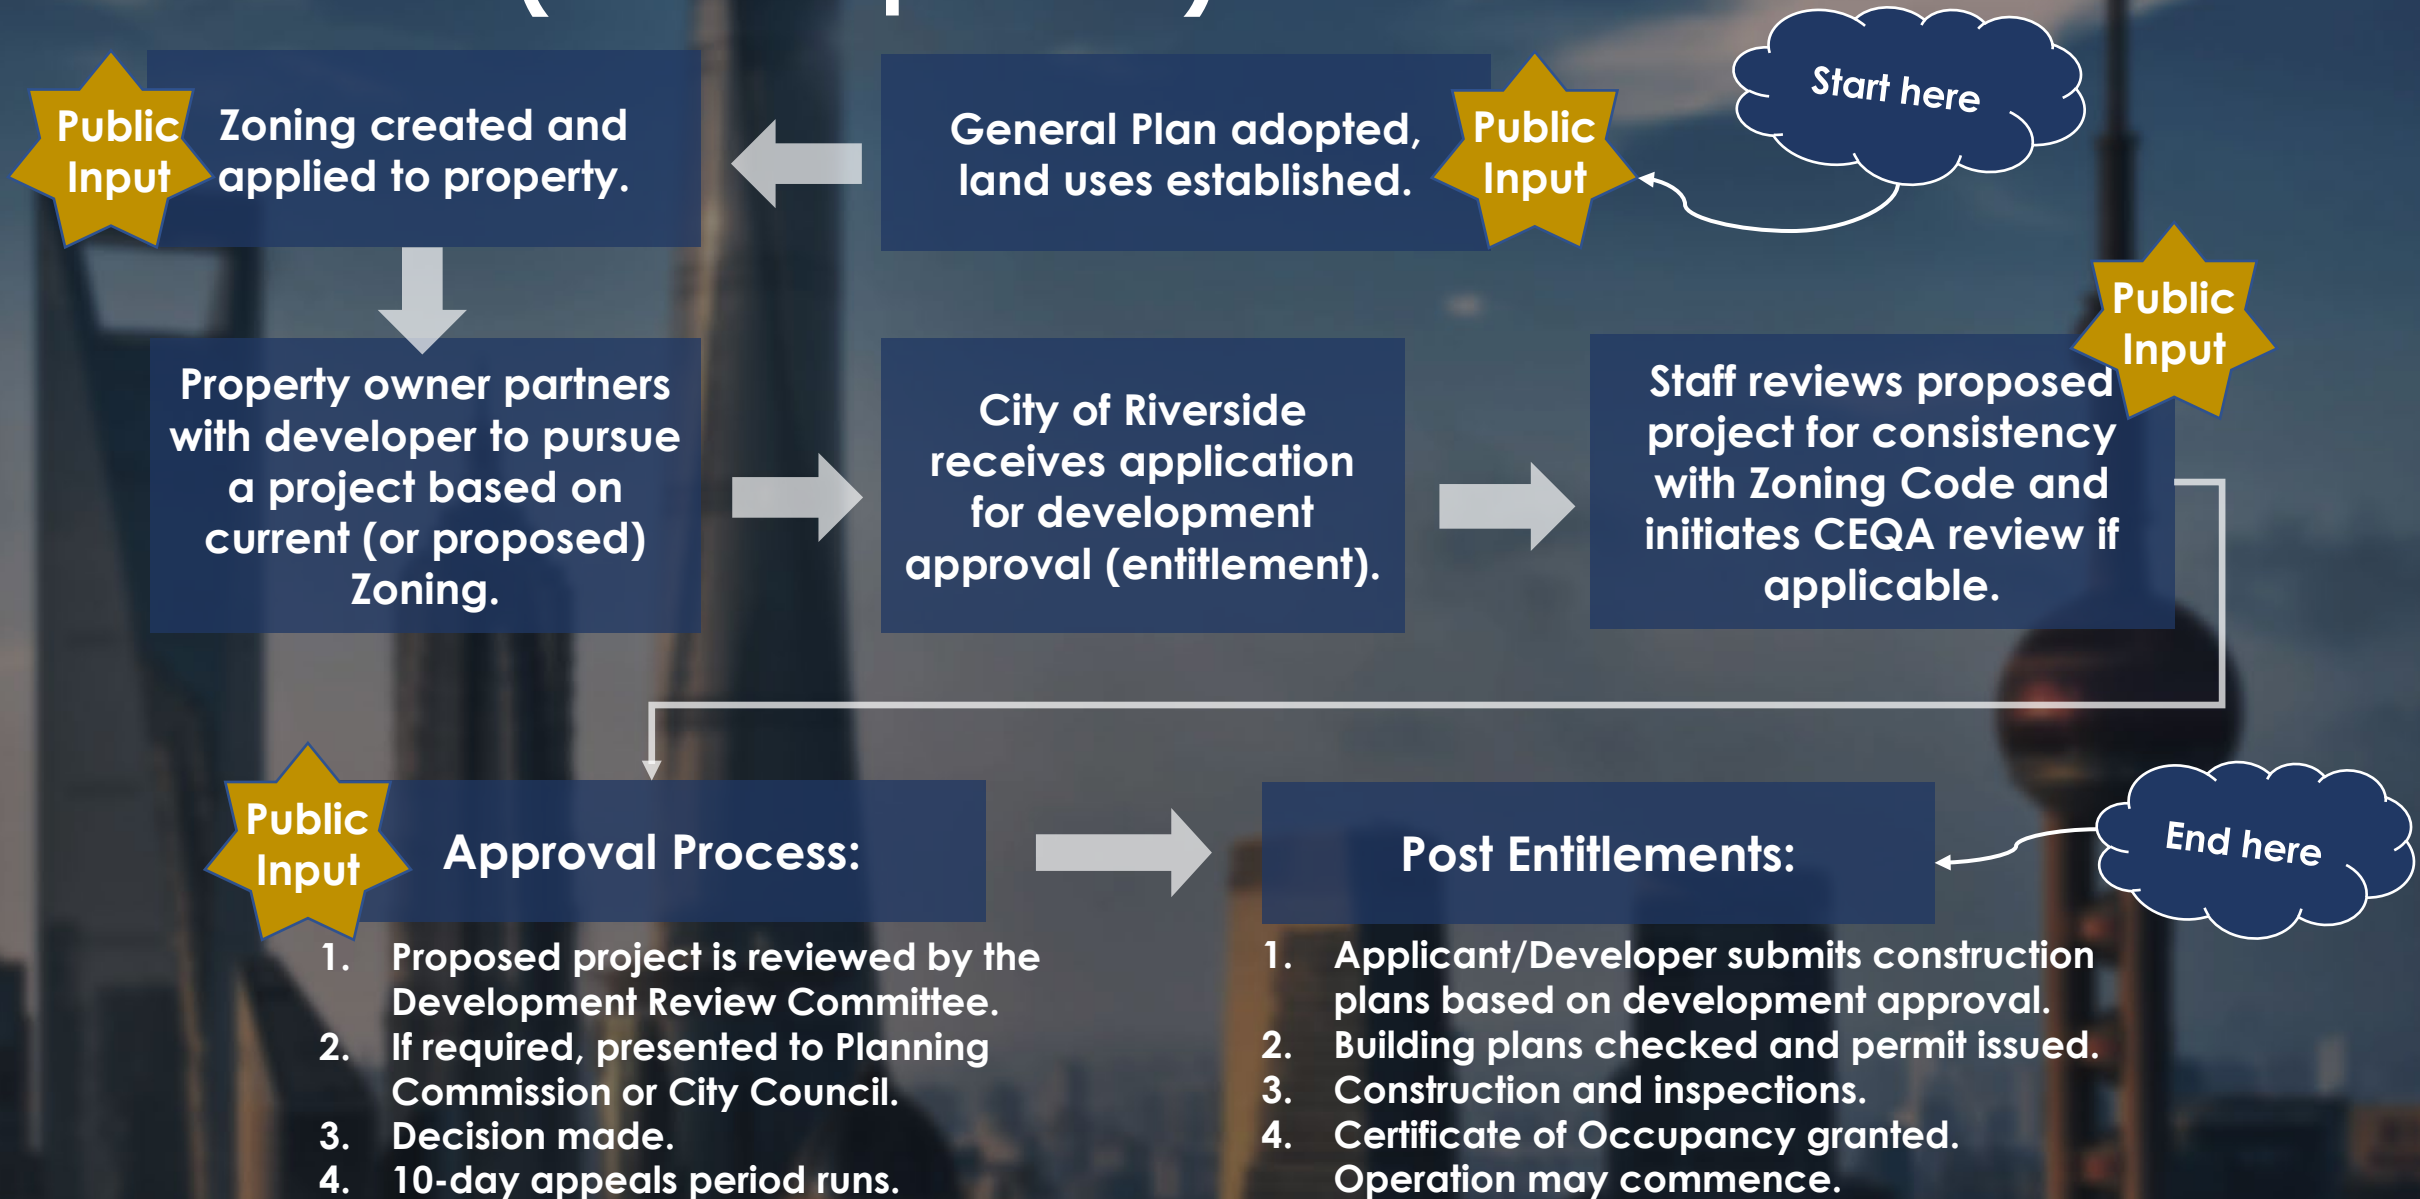 Start here
General Plan adopted,
land uses established.
Public
Input
Zoning created and
applied to property.
Public
Input
Property owner partners
with developer to pursue
a project based on
current (or proposed)
Zoning.
City of Riverside
receives application
for development
approval (entitlement).
Staff reviews proposed
project for consistency
with Zoning Code and
initiates CEQA review if
applicable.
Public
Input
Public
Input
Approval Process:
1. Proposed project is reviewed by the
Development Review Committee.
2. If required, presented to Planning
Commission or City Council.
3. Decision made.
4. 10-day appeals period runs.
Post Entitlements:
End here
1. Applicant/Developer submits construction
plans based on development approval.
2. Building plans checked and permit issued.
3. Construction and inspections.
4. Certificate of Occupancy granted.
Operation may commence.